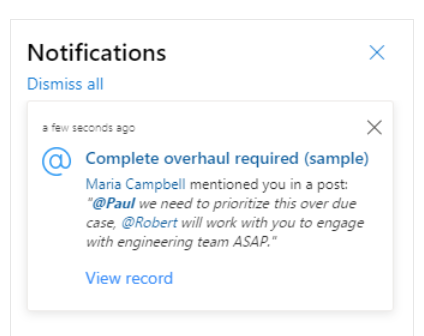 Notifications
Dismiss all
a few seconds ago
@ Complete overhaul required (sample)
Maria Campbell mentioned you in a post:
"@Paul we need to prioritize this over due
case, @Robert will work with you to engage
with engineering team ASAP."
View record